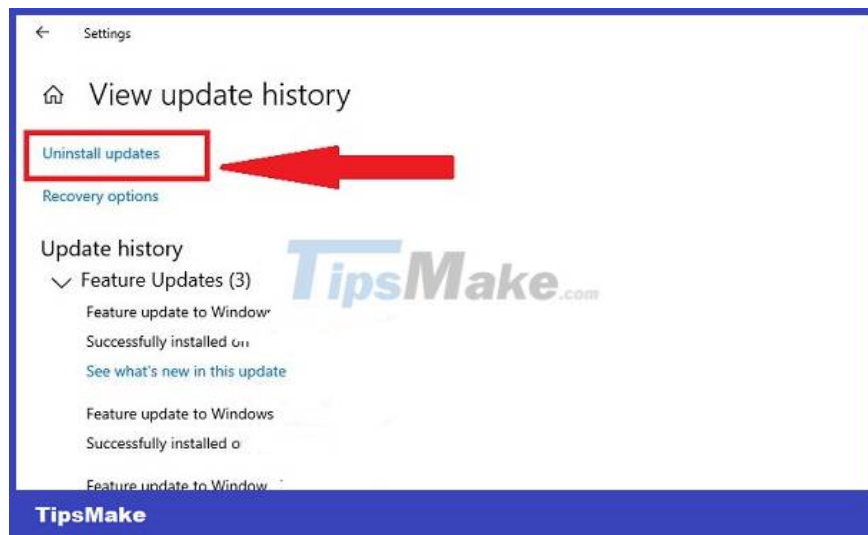 Settings
View update history
Uninstall updates
Recovery options
Update history
Feature Updates (3)
TipsMake.com
Feature update to Window
Successfully installed on
See what's new in this update
Feature update to Windows
Successfully installed o
Feature update to Window
TipsMake